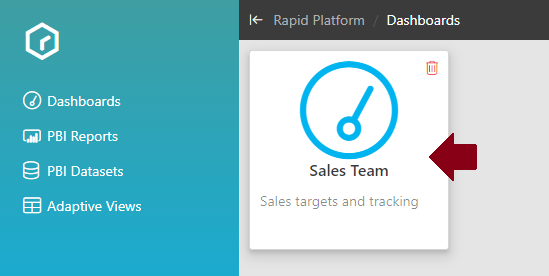 Rapid Platform / Dashboards
Dashboards
PBI Reports
PBI Datasets
Adaptive Views
Sales Team
Sales targets and tracking